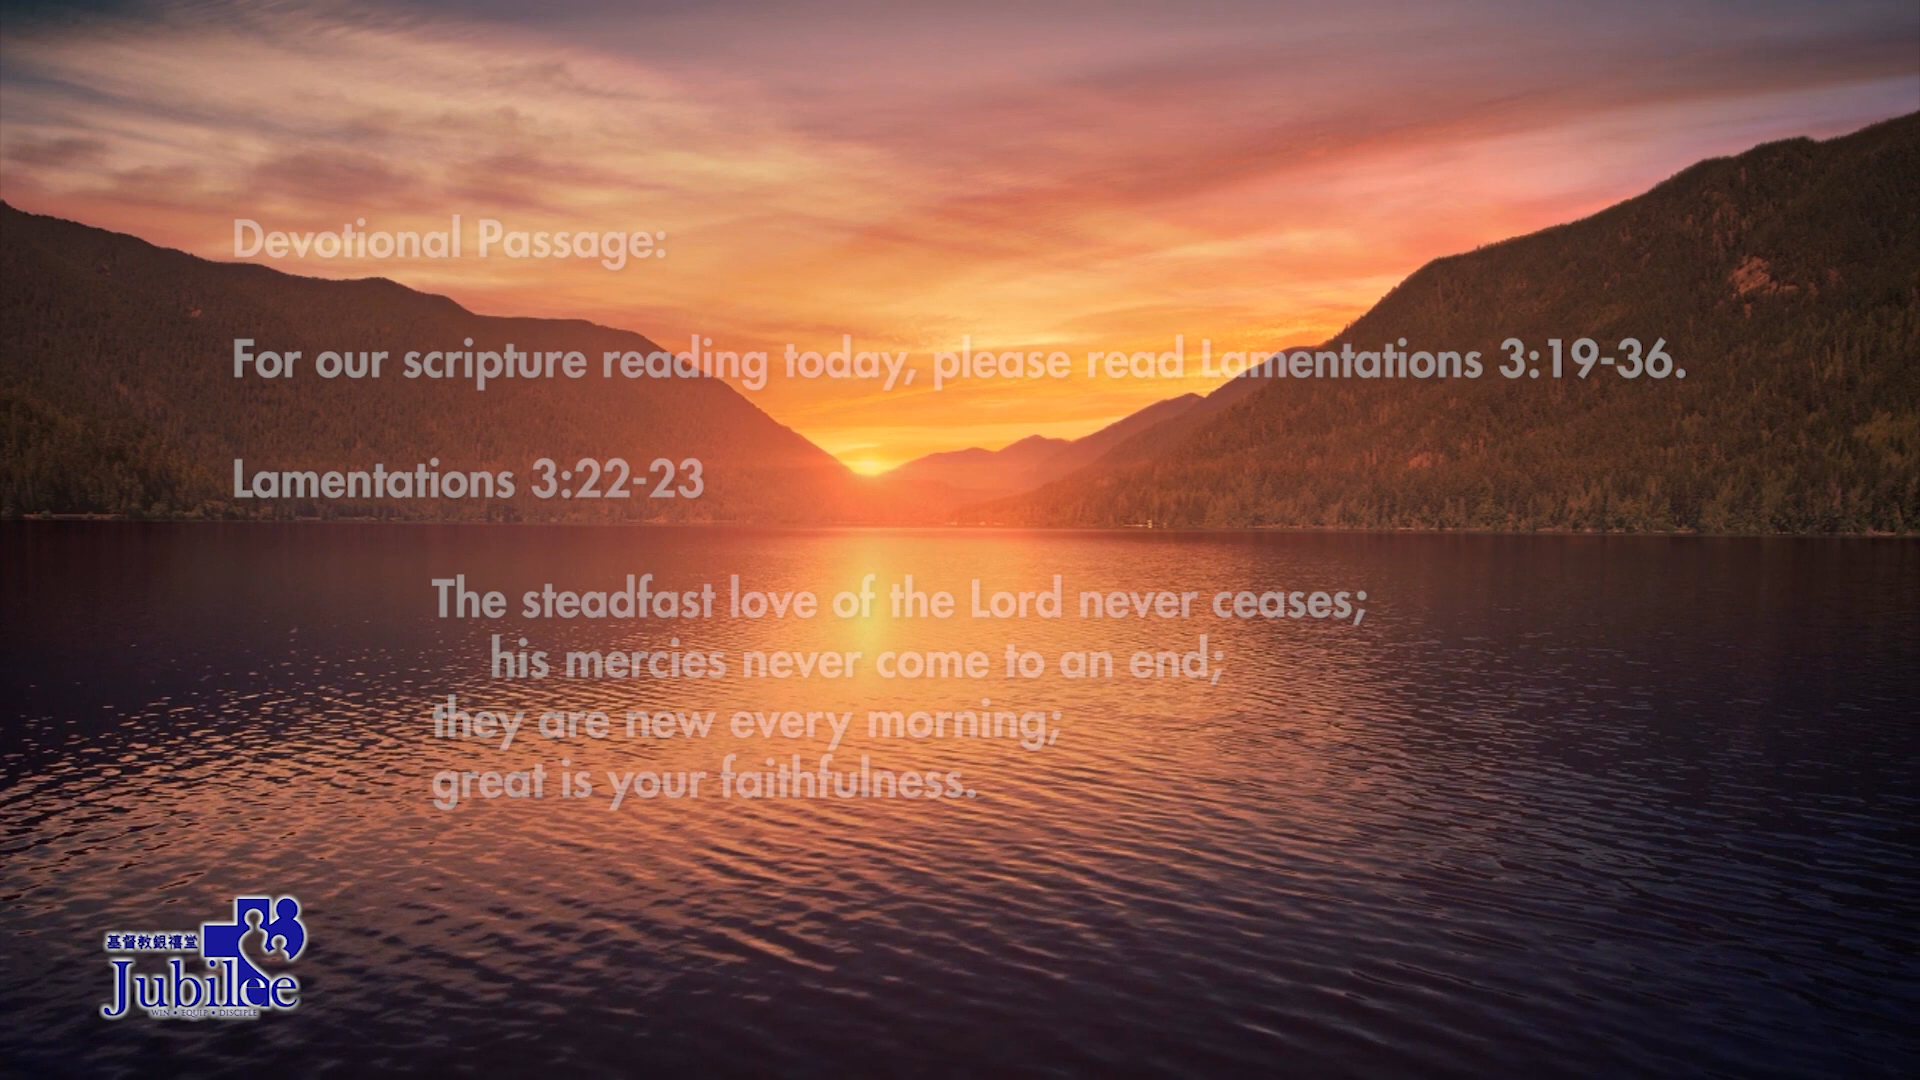 Devotional Passage:
For our scripture reading today, please read Lamentations 3:19-36.
Lamentations 3:22-23
The steadfast love of the Lord never ceases;
his mercies never come to an end;
they are new every morning;
great is your faithfulness.
基督教銀禧堂
Jubilee
WIN • EQUIP • DISCIPLE